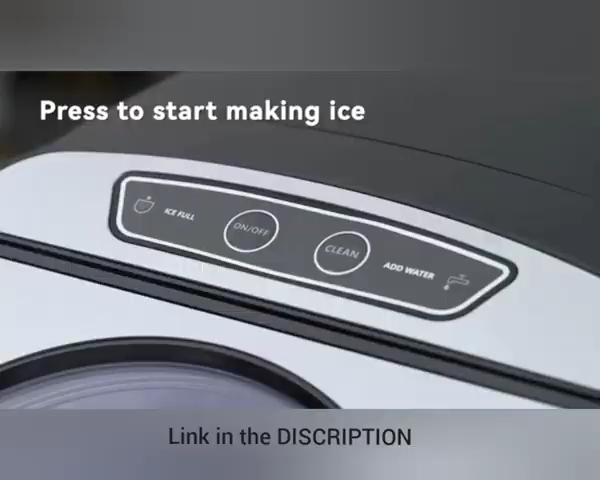 Press to start making ice
ICE FULL
ON/OFF
CLEAN
ADD WATER
Link in the DISCRIPTION